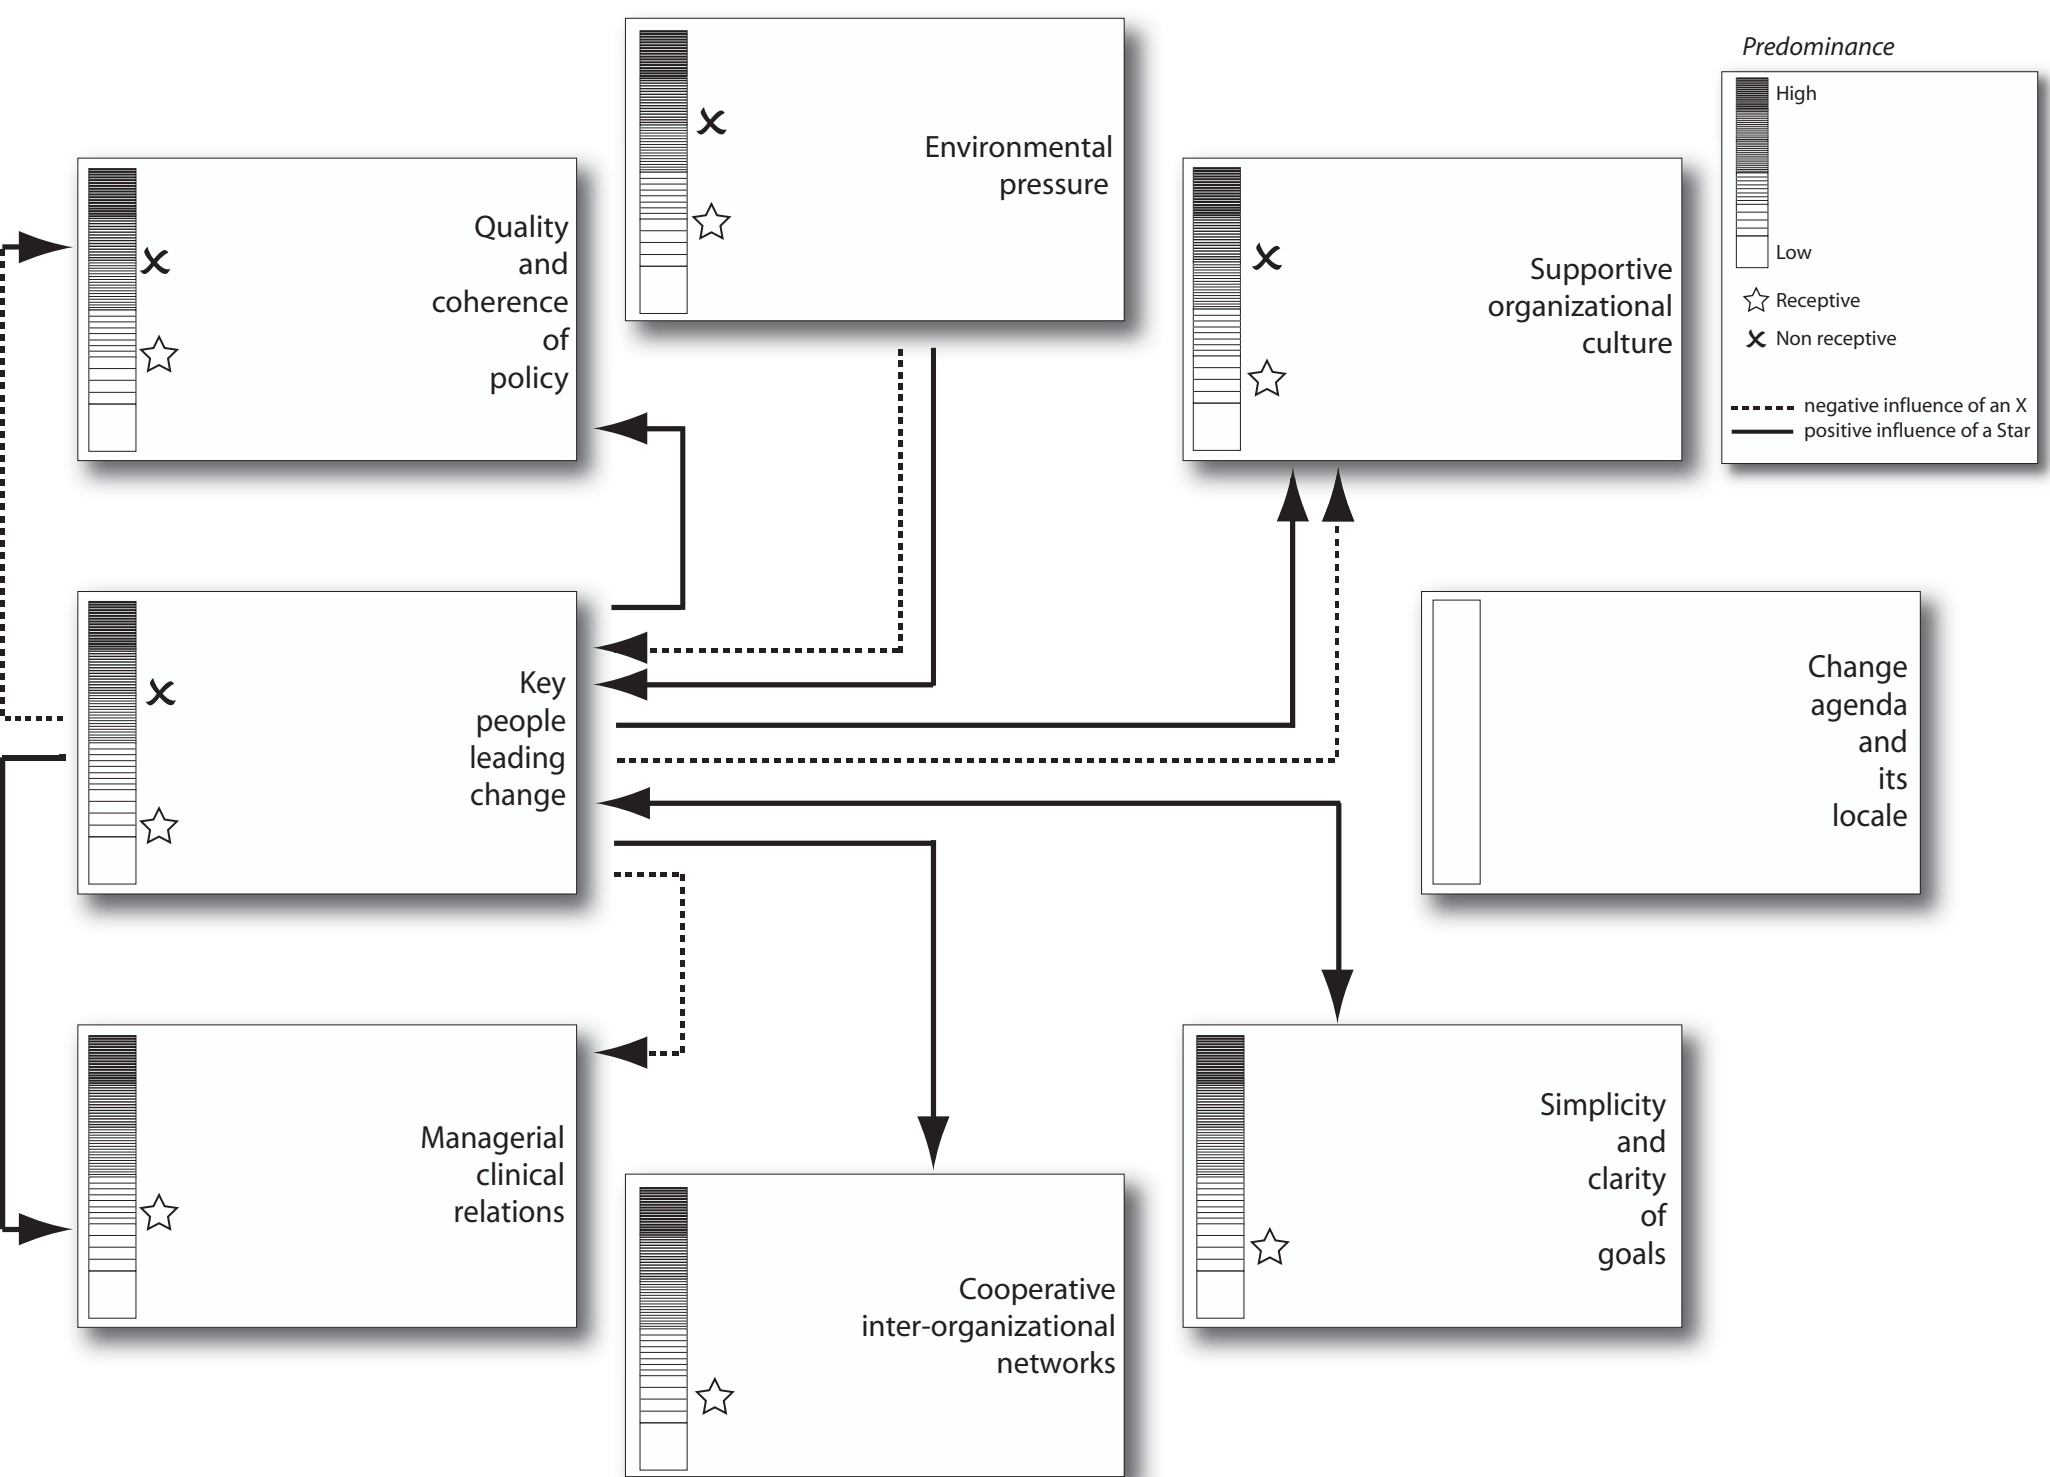 Predominance
High
Low
Receptive
Non receptive
negative influence of an X
positive influence of a Star
Environmental
pressure
Quality
and
coherence
of
policy
Supportive
organizational
culture
Key
people
leading
change
Change
agenda
and
its
locale
Managerial
clinical
relations
Cooperative
inter-organizational
networks
Simplicity
and
clarity
of
goals